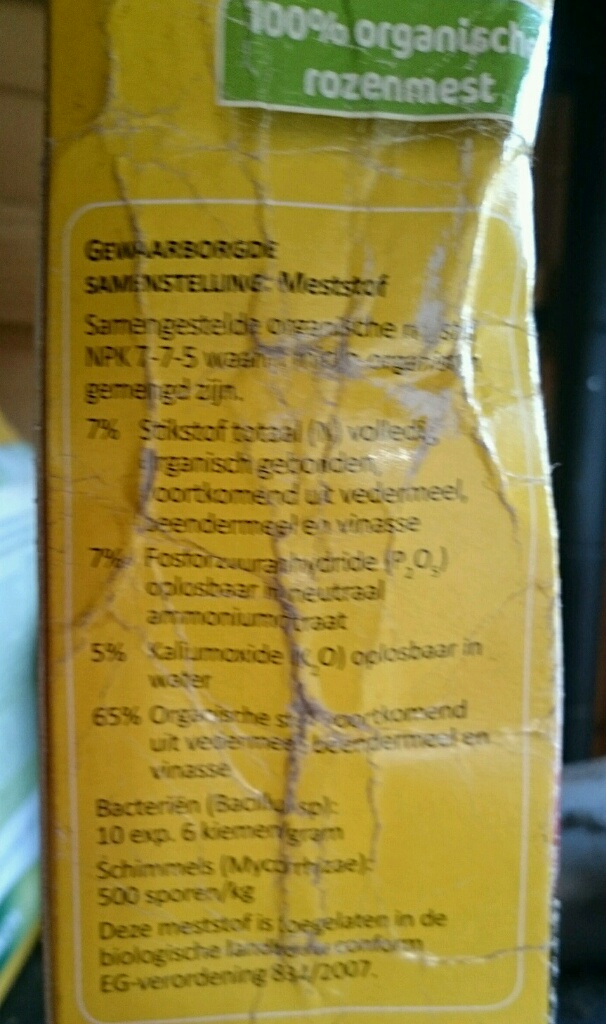 100% organisch
rozenmest
GEWAARBORGDE
SAMENSTELLING: Meststof
Samengestelde organische
NPK 7-7-5
gemengd zijn.
7% Stikstof totaal (N) volledig
organisch gebonden,
voortkomend uit vedermeel,
beendermeel en vinasse
7% Fosforzuuranhydride (P₂O₅)
oplosbaar in neutraal
ammoniumcitraat
5% Kaliumoxide (K₂O) oplosbaar in
water
65% Organische stof voortkomend
uit vedermeel, beendermeel en
vinasse
Bacteriën (Bacillus sp):
10 exp. 6 kiemen/gram
Schimmels (Mycorrhizae):
500 sporen/kg
Deze meststof is toegelaten in de
biologische landbouw conform
EG-verordening 834/2007.